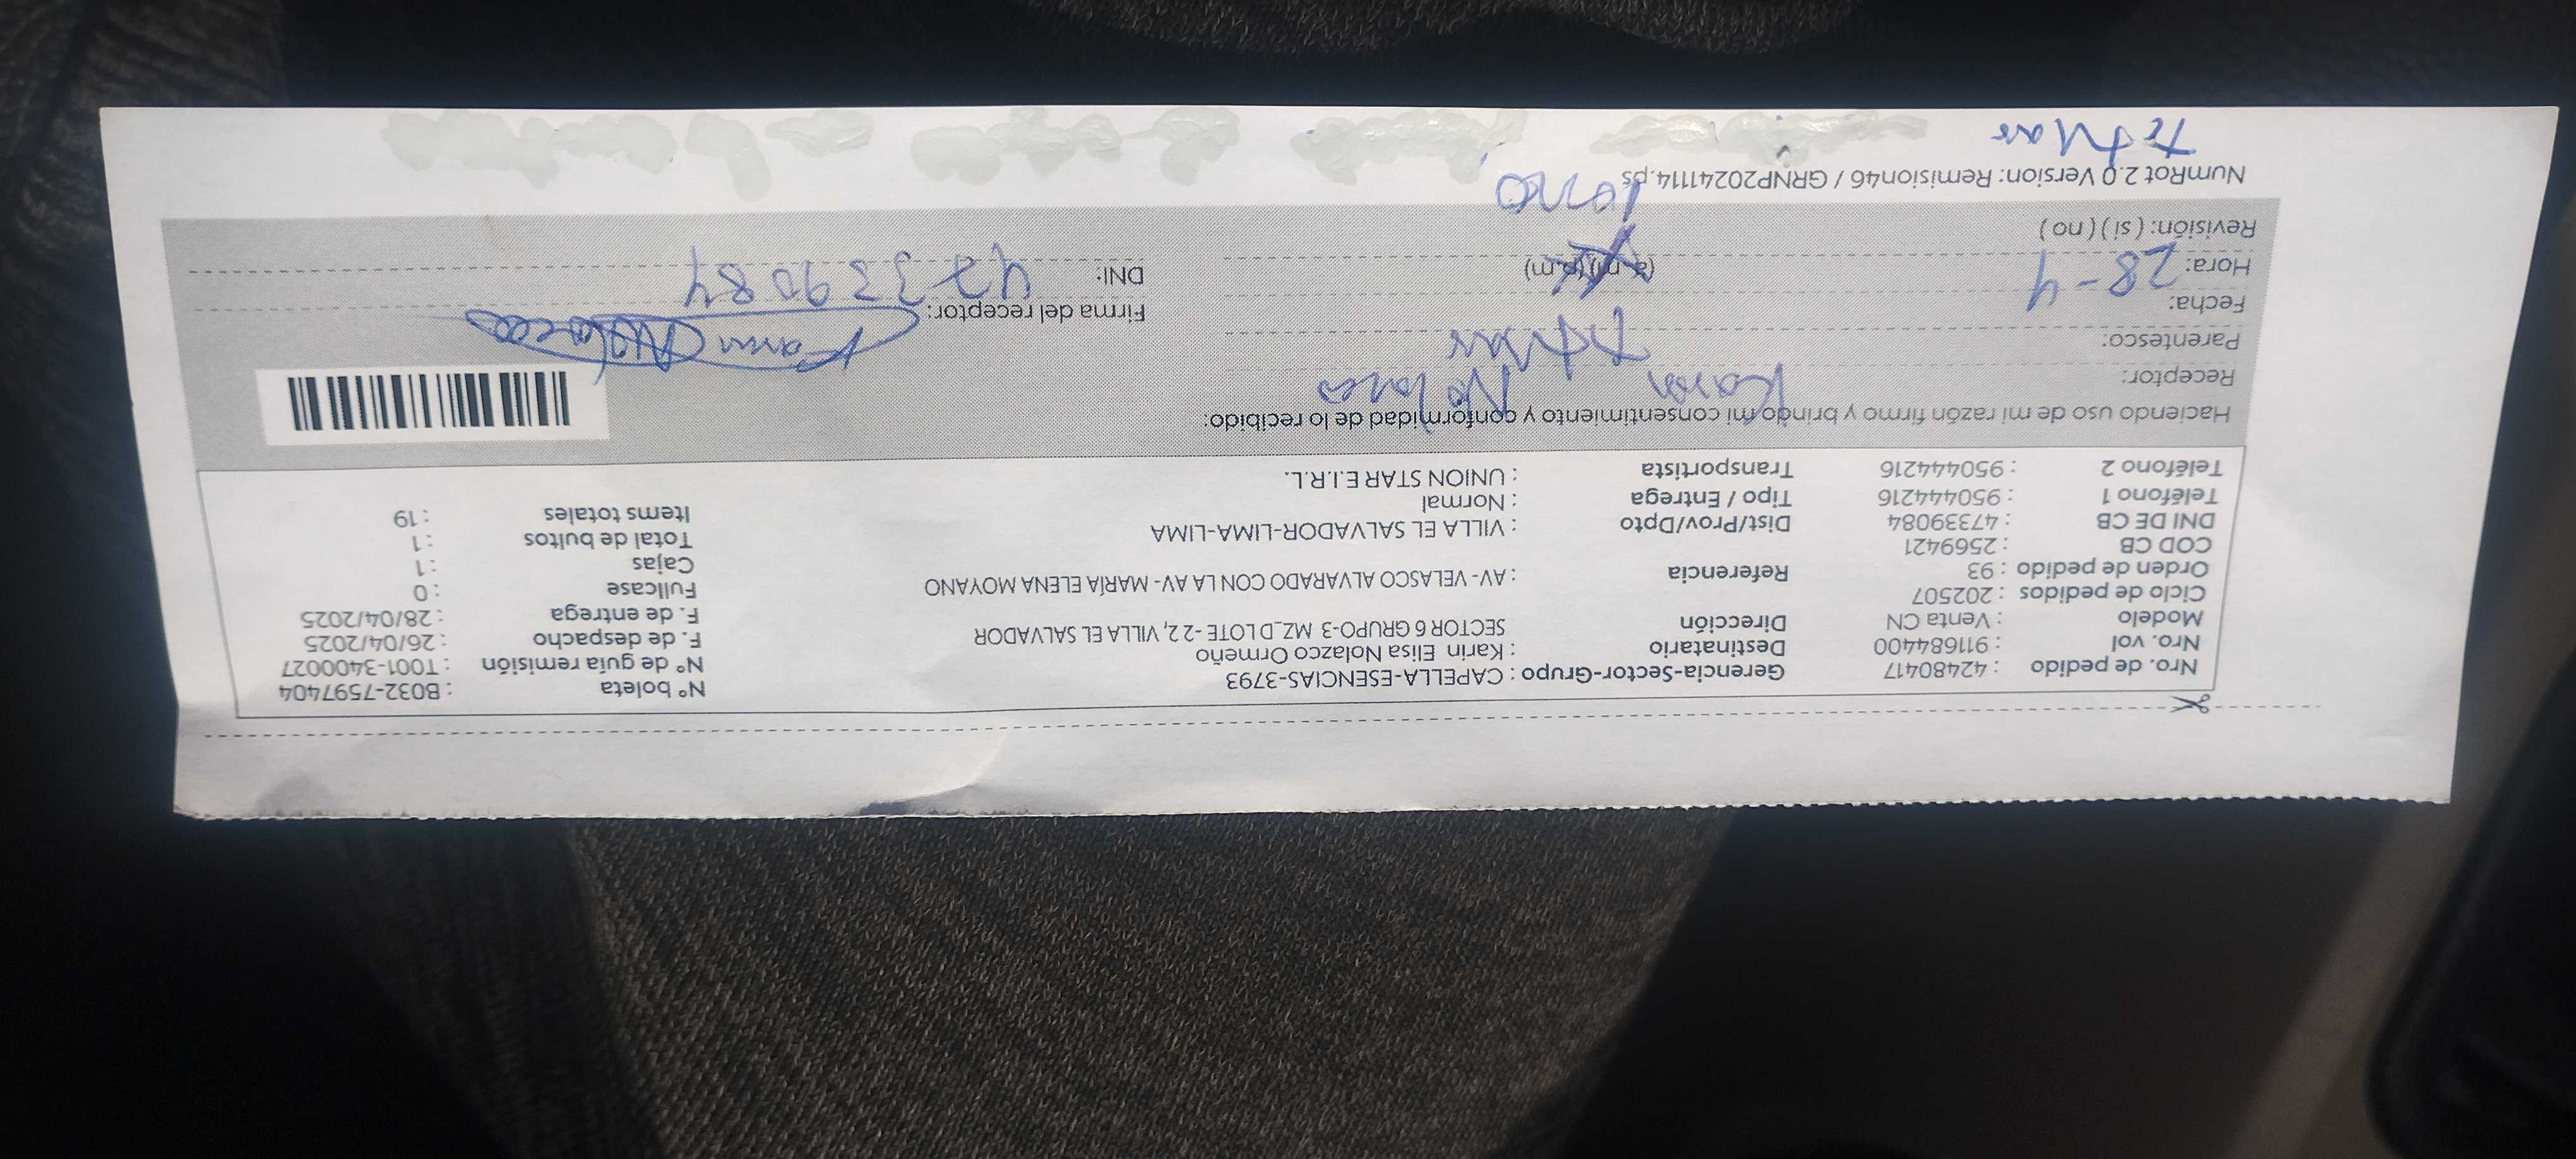 Nro. de pedido : 42480417
Nro. vol : 911684400
Modelo : Venta CN
Ciclo de pedidos : 202507
Orden de pedido : 93
COD CB : 2569421
DNI DE CB : 47339084
Teléfono 1 : 950444216
Teléfono 2 : 950444216
Gerencia-Sector-Grupo : CAPELLA-ESENCIAS-3793
Destinatario : Karin Elisa Nolazco Ormeño
Dirección SECTOR 6 GRUPO-3 MZ_D LOTE -22, VILLA EL SALVADOR
Referencia : AV- VELASCO ALVARADO CON LA AV- MARÍA ELENA MOYANO
Dist/Prov/Dpto : VILLA EL SALVADOR-LIMA-LIMA
Tipo / Entrega : Normal
Transportista : UNION STAR E.I.R.L.
N° boleta : B032-7597404
N° de guía remisión : T001-3400027
F. de despacho : 26/04/2025
F. de entrega : 28/04/2025
Fullcase : 0
Cajas : 1
Total de bultos : 1
Items totales : 19
Haciendo uso de mi razón firmo y brindo mi consentimiento y conformidad de lo recibido:
Receptor: Karin Nolazco
Parentesco: Titular
Fecha: 28-4
Hora: (a.m) (p.m)
Revisión: ( si ) ( no )
Firma del receptor: Karin Nolazco
DNI: 47339084
NumRot 2.0 Version: Remision46 / GRNP20241114.ps